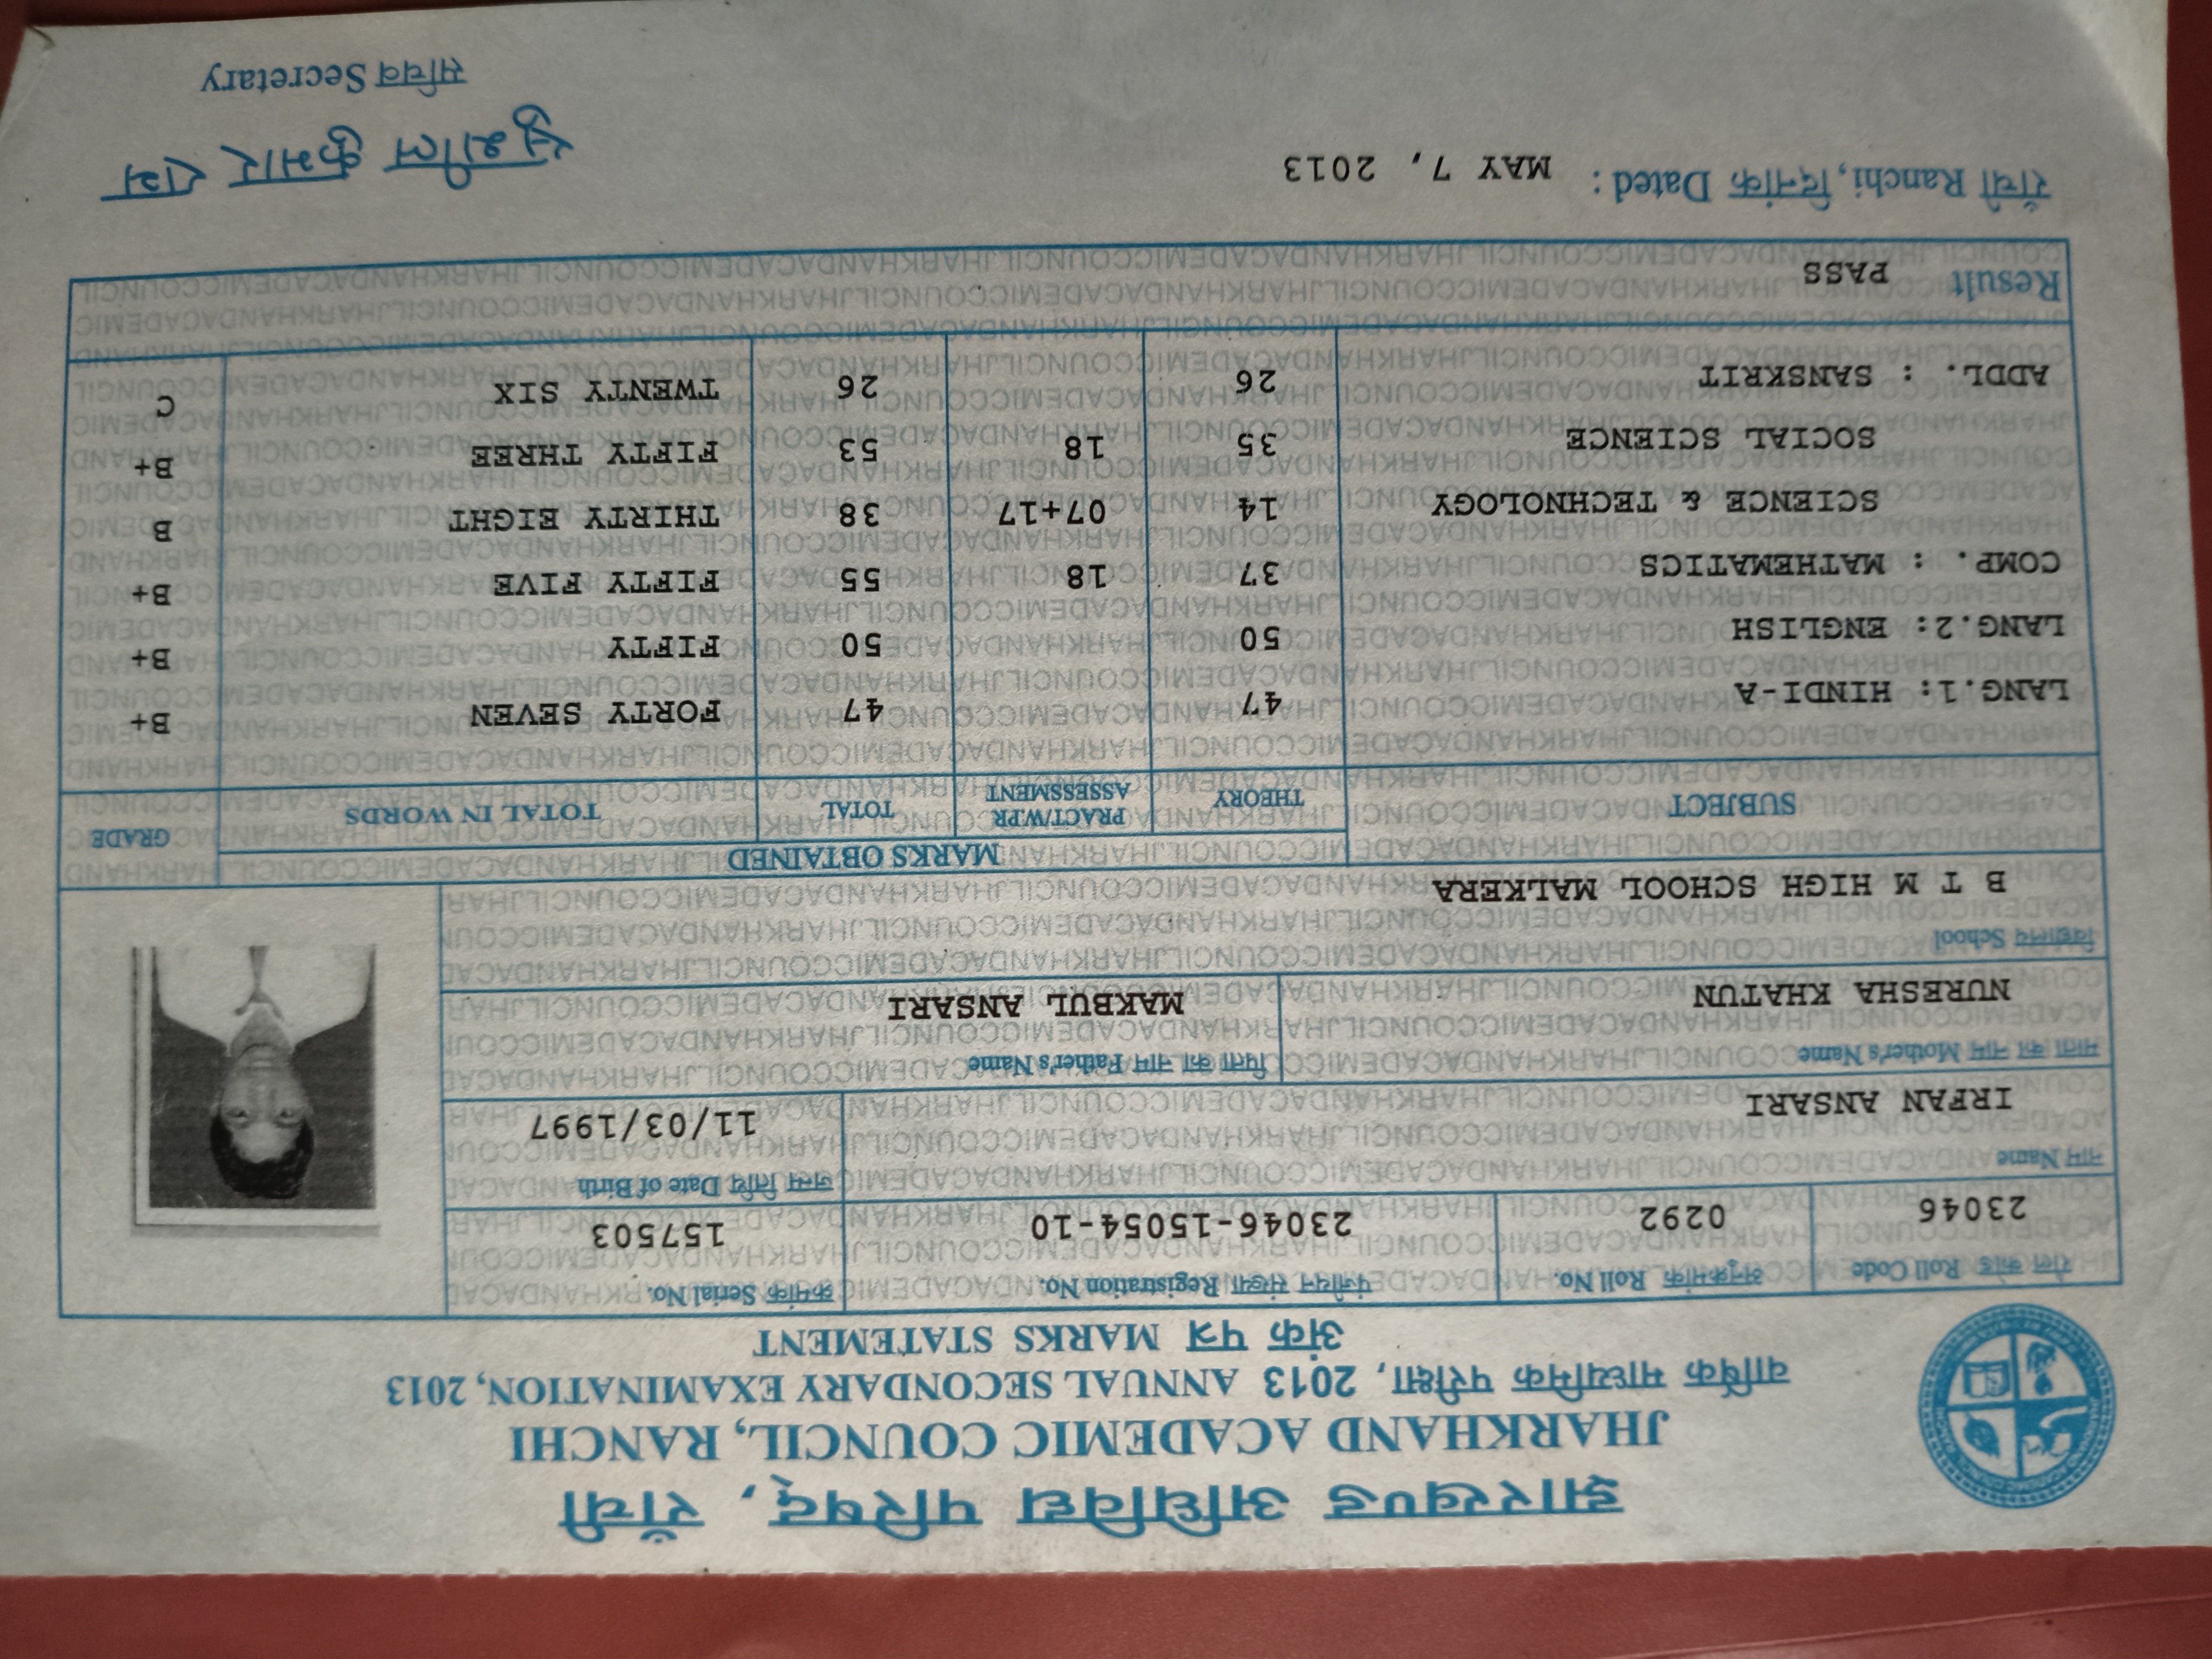 झारखण्ड अधिविद्य परिषद्, राँची
JHARKHAND ACADEMIC COUNCIL, RANCHI
वार्षिक माध्यमिक परीक्षा, 2013 ANNUAL SECONDARY EXAMINATION, 2013
अंक पत्र MARKS STATEMENT
रोल कोड Roll Code अनुक्रमांक Roll No. पंजीयन संख्या Registration No. क्रमांक Serial No.
23046 0292 23046-15054-10 157503
नाम Name जन्म तिथि Date of Birth
IRFAN ANSARI 11/03/1997
माता का नाम Mother's Name पिता का नाम Father's Name
NURESHA KHATUN MAKBUL ANSARI
विद्यालय School
B T M HIGH SCHOOL MALKERA
MARKS OBTAINED
SUBJECT THEORY PRACT/W.PR ASSESSMENT TOTAL TOTAL IN WORDS GRADE
LANG.1: HINDI-A 47 47 FORTY SEVEN B+
LANG.2: ENGLISH 50 50 FIFTY B+
COMP. : MATHEMATICS 37 18 55 FIFTY FIVE B+
SCIENCE & TECHNOLOGY 14 07+17 38 THIRTY EIGHT B
SOCIAL SCIENCE 35 18 53 FIFTY THREE B+
ADDL. : SANSKRIT 26 26 TWENTY SIX C
Result PASS
राँची Ranchi, दिनांक Dated : MAY 7, 2013
सुशील कुमार राय
सचिव Secretary